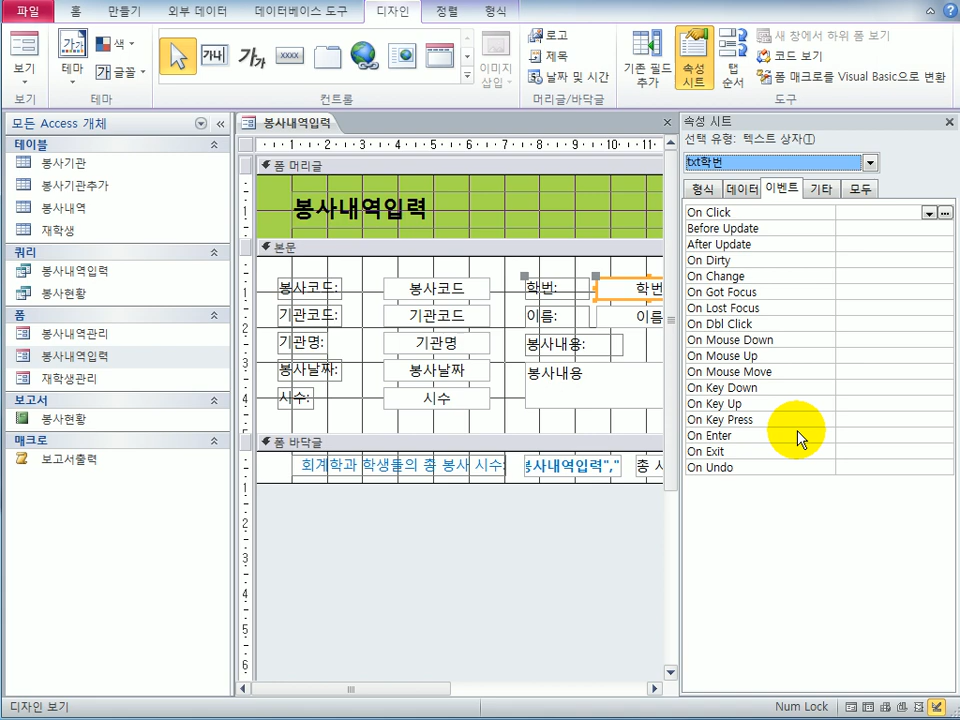 파일 홈 만들기 외부 데이터 데이터베이스 도구 디자인 정렬 형식
보기 테마 색 글꼴 가나 가가 XXXX 이미지 삽입 로고 제목 날짜 및 시간 기존 필드 추가 속성 시트 탭 순서 새 창에서 하위 폼 보기 코드 보기 폼 매크로를 Visual Basic으로 변환
보기 테마 컨트롤 머리글/바닥글 도구
모든 Access 개체
테이블
봉사기관
봉사기관추가
봉사내역
재학생
쿼리
봉사내역입력
봉사현황
폼
봉사내역관리
봉사내역입력
재학생관리
보고서
봉사현황
매크로
보고서출력
봉사내역입력
1 2 3 4 5 6 7 8 9 10 11
폼 머리글
봉사내역입력
본문
봉사코드: 봉사코드 학번: 학번
기관코드: 기관코드 이름: 이름
기관명: 기관명 봉사내용:
봉사날짜: 봉사날짜 봉사내용
시수: 시수
폼 바닥글
회계학과 학생들의 총 봉사 시수: 봉사내역입력"," 총 시
속성 시트
선택 유형: 텍스트 상자(T)
txt학번
형식 데이터 이벤트 기타 모두
On Click
Before Update
After Update
On Dirty
On Change
On Got Focus
On Lost Focus
On Dbl Click
On Mouse Down
On Mouse Up
On Mouse Move
On Key Down
On Key Up
On Key Press
On Enter
On Exit
On Undo
디자인 보기 Num Lock